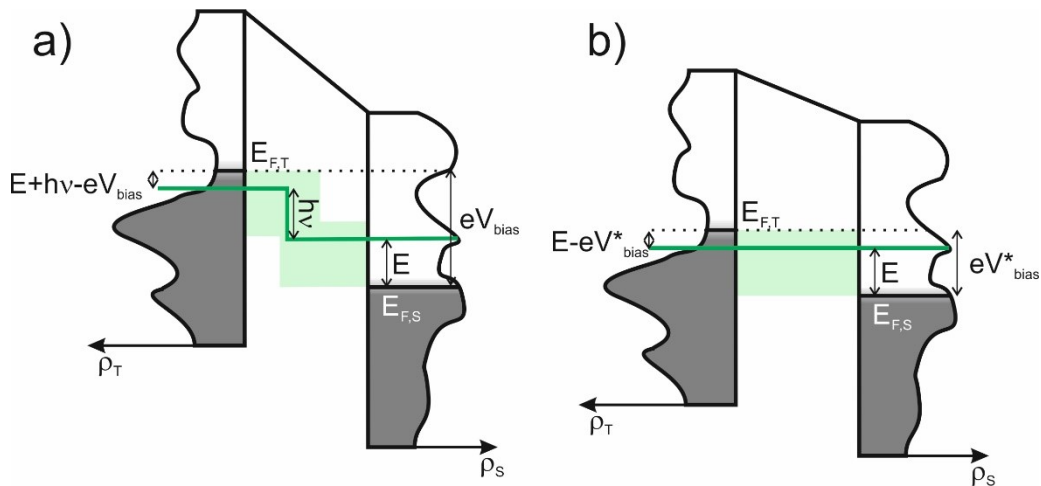 a)
E_F,T
E+hν-eV_bias
hν
eV_bias
E
E_F,S
ρ_T
ρ_S
b)
E_F,T
E-eV*_bias
E
eV*_bias
E_F,S
ρ_T
ρ_S